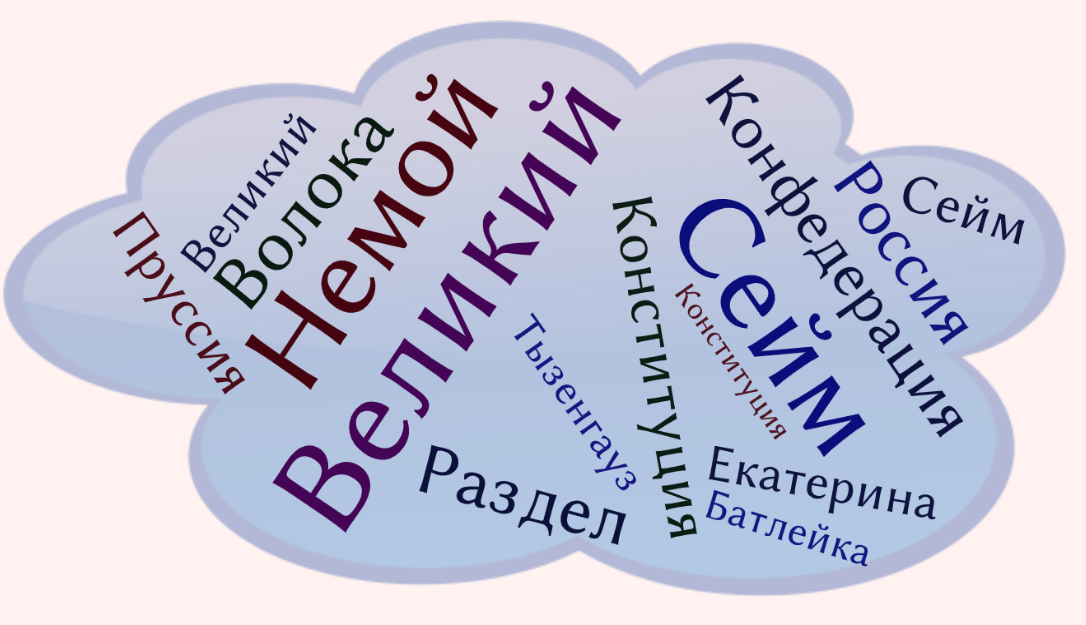 Пруссия
Великий
Волока
Немой
Великий
Раздел
Тызенгауз
Конституция
Сейм
Конституция
Конфедерация
Россия
Сейм
Екатерина
Батлейка